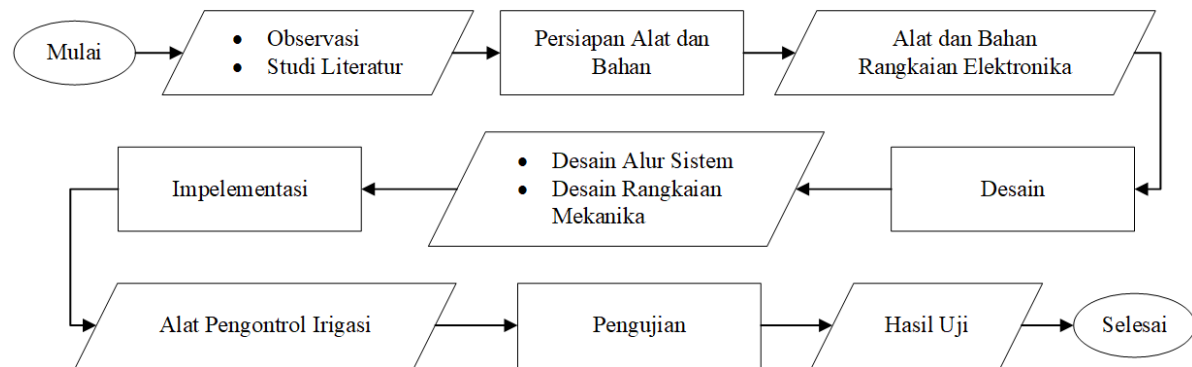 Mulai
• Observasi
• Studi Literatur
Persiapan Alat dan
Bahan
Alat dan Bahan
Rangkaian Elektronika
Desain
• Desain Alur Sistem
• Desain Rangkaian
Mekanika
Impelementasi
Alat Pengontrol Irigasi
Pengujian
Hasil Uji
Selesai